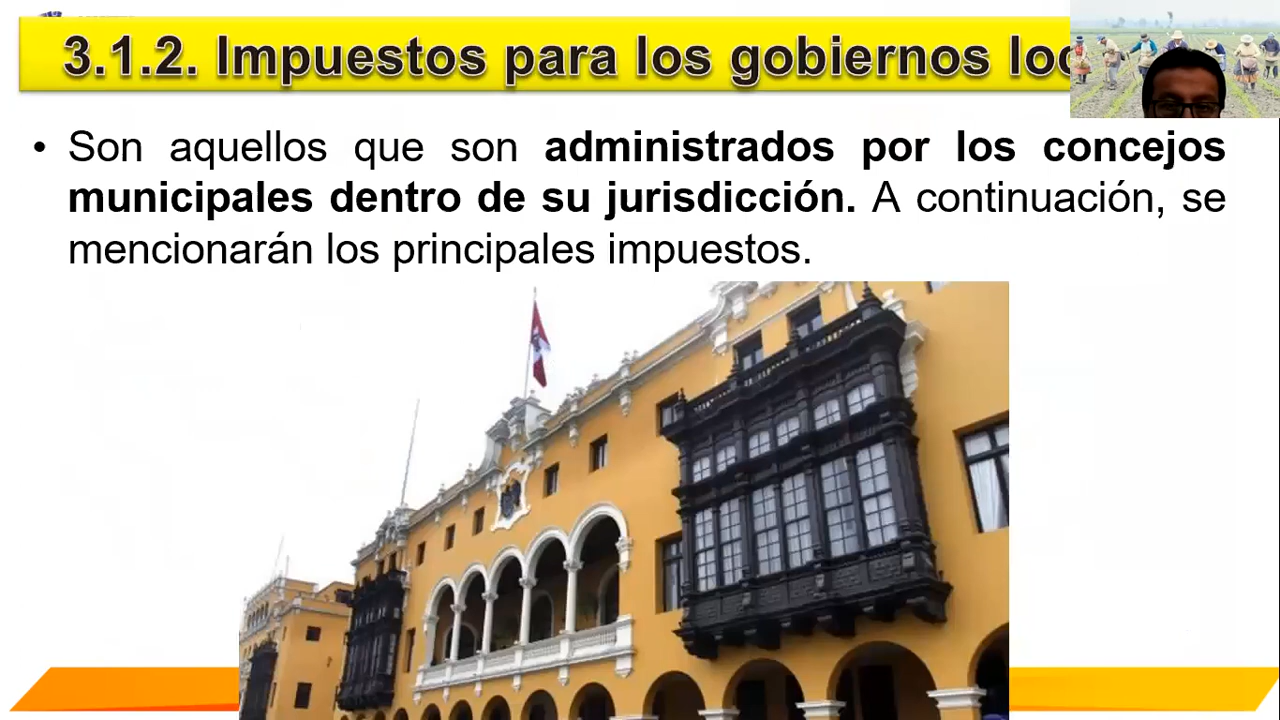 3.1.2. Impuestos para los gobiernos
• Son aquellos que son administrados por los concejos
municipales dentro de su jurisdicción. A continuación, se
mencionarán los principales impuestos.